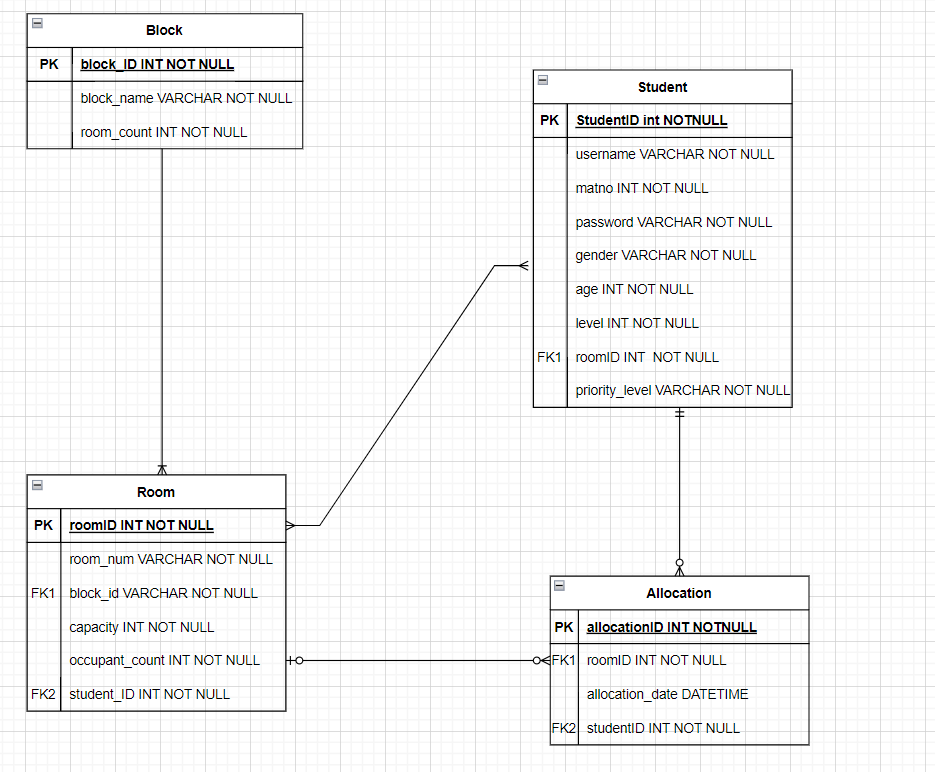 Block
PK block_ID INT NOT NULL
block_name VARCHAR NOT NULL
room_count INT NOT NULL
Student
PK StudentID int NOTNULL
username VARCHAR NOT NULL
matno INT NOT NULL
password VARCHAR NOT NULL
gender VARCHAR NOT NULL
age INT NOT NULL
level INT NOT NULL
FK1 roomID INT NOT NULL
priority_level VARCHAR NOT NULL
Room
PK roomID INT NOT NULL
room_num VARCHAR NOT NULL
FK1 block_id VARCHAR NOT NULL
capacity INT NOT NULL
occupant_count INT NOT NULL
FK2 student_ID INT NOT NULL
Allocation
PK allocationID INT NOTNULL
FK1 roomID INT NOT NULL
allocation_date DATETIME
FK2 studentID INT NOT NULL